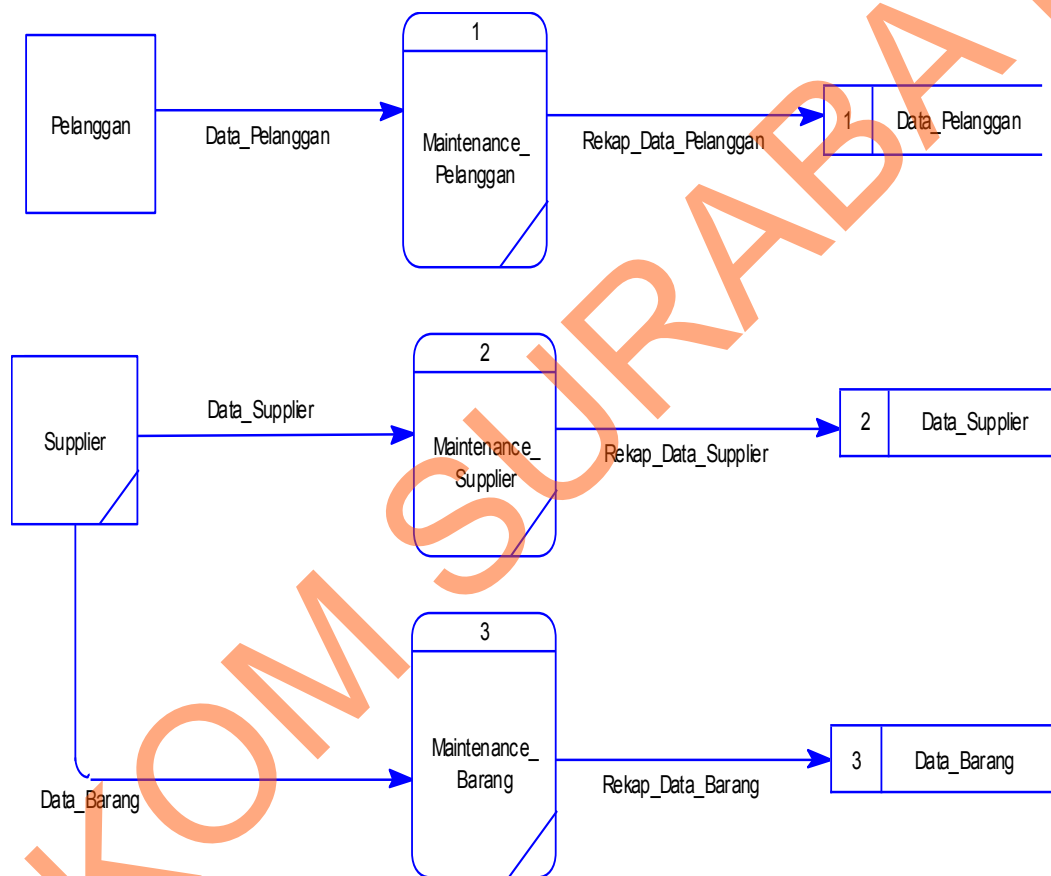 1
Pelanggan
Data_Pelanggan
Maintenance_
Pelanggan
Rekap_Data_Pelanggan
1
Data_Pelanggan
2
Supplier
Data_Supplier
Maintenance_
Supplier
Rekap_Data_Supplier
2
Data_Supplier
3
Data_Barang
Maintenance_
Barang
Rekap_Data_Barang
3
Data_Barang
KOM SURABA